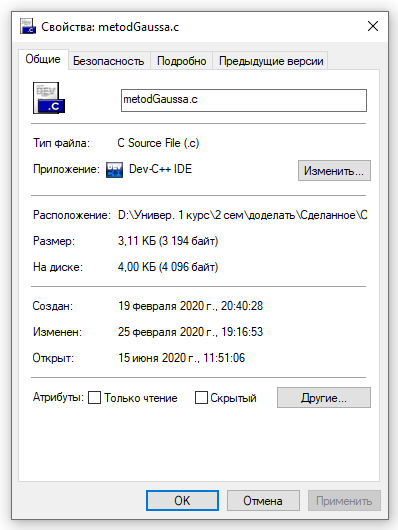 Свойства: metodGaussa.c
Общие Безопасность Подробно Предыдущие версии
DEV
.C
metodGaussa.c
Тип файла: C Source File (.c)
Приложение: Dev-C++ IDE Изменить...
Расположение: D:\Универ. 1 курс\2 сем\доделать\Сделанное\С
Размер: 3,11 КБ (3 194 байт)
На диске: 4,00 КБ (4 096 байт)
Создан: 19 февраля 2020 г., 20:40:28
Изменен: 25 февраля 2020 г., 19:16:53
Открыт: 15 июня 2020 г., 11:51:06
Атрибуты: Только чтение Скрытый Другие...
ОК Отмена Применить